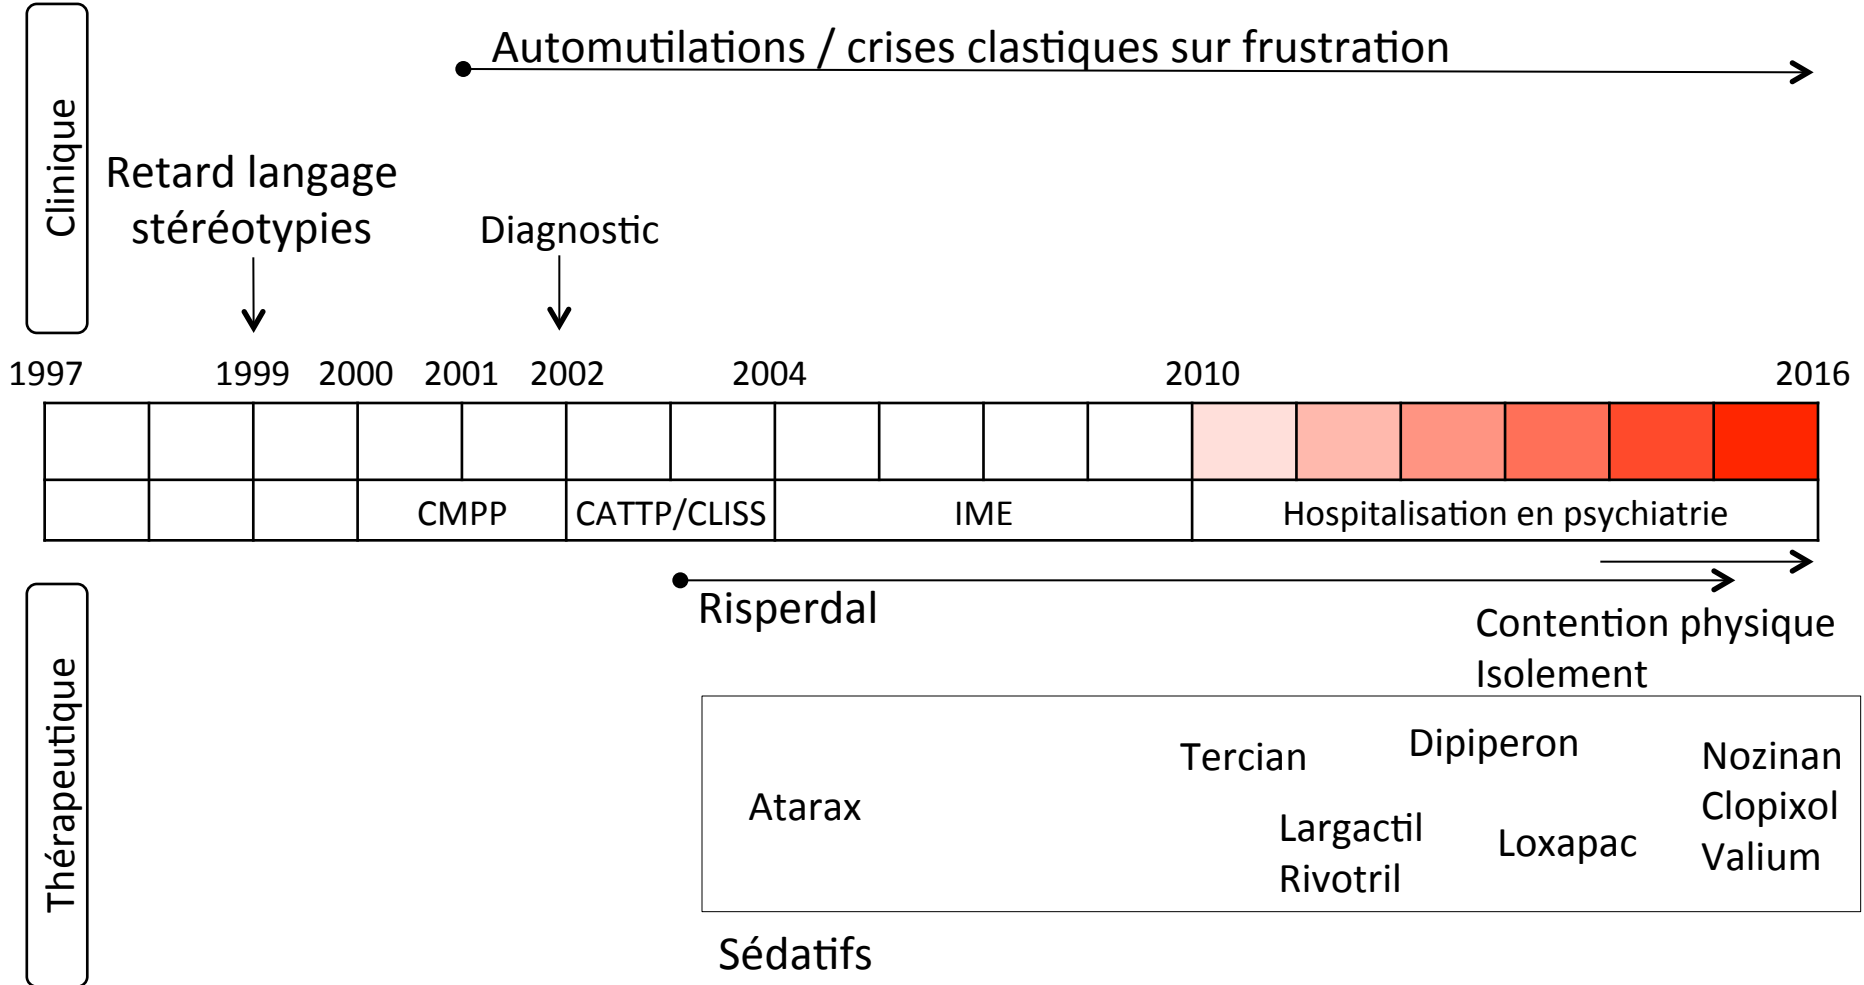 Clinique
Automutilations / crises clastiques sur frustration
Retard langage
stéréotypies
Diagnostic
1997 1999 2000 2001 2002 2004 2010 2016
CMPP CATTP/CLISS IME Hospitalisation en psychiatrie
Thérapeutique
Risperdal
Contention physique
Isolement
Atarax
Tercian
Largactil
Rivotril
Dipiperon
Loxapac
Nozinan
Clopixol
Valium
Sédatifs